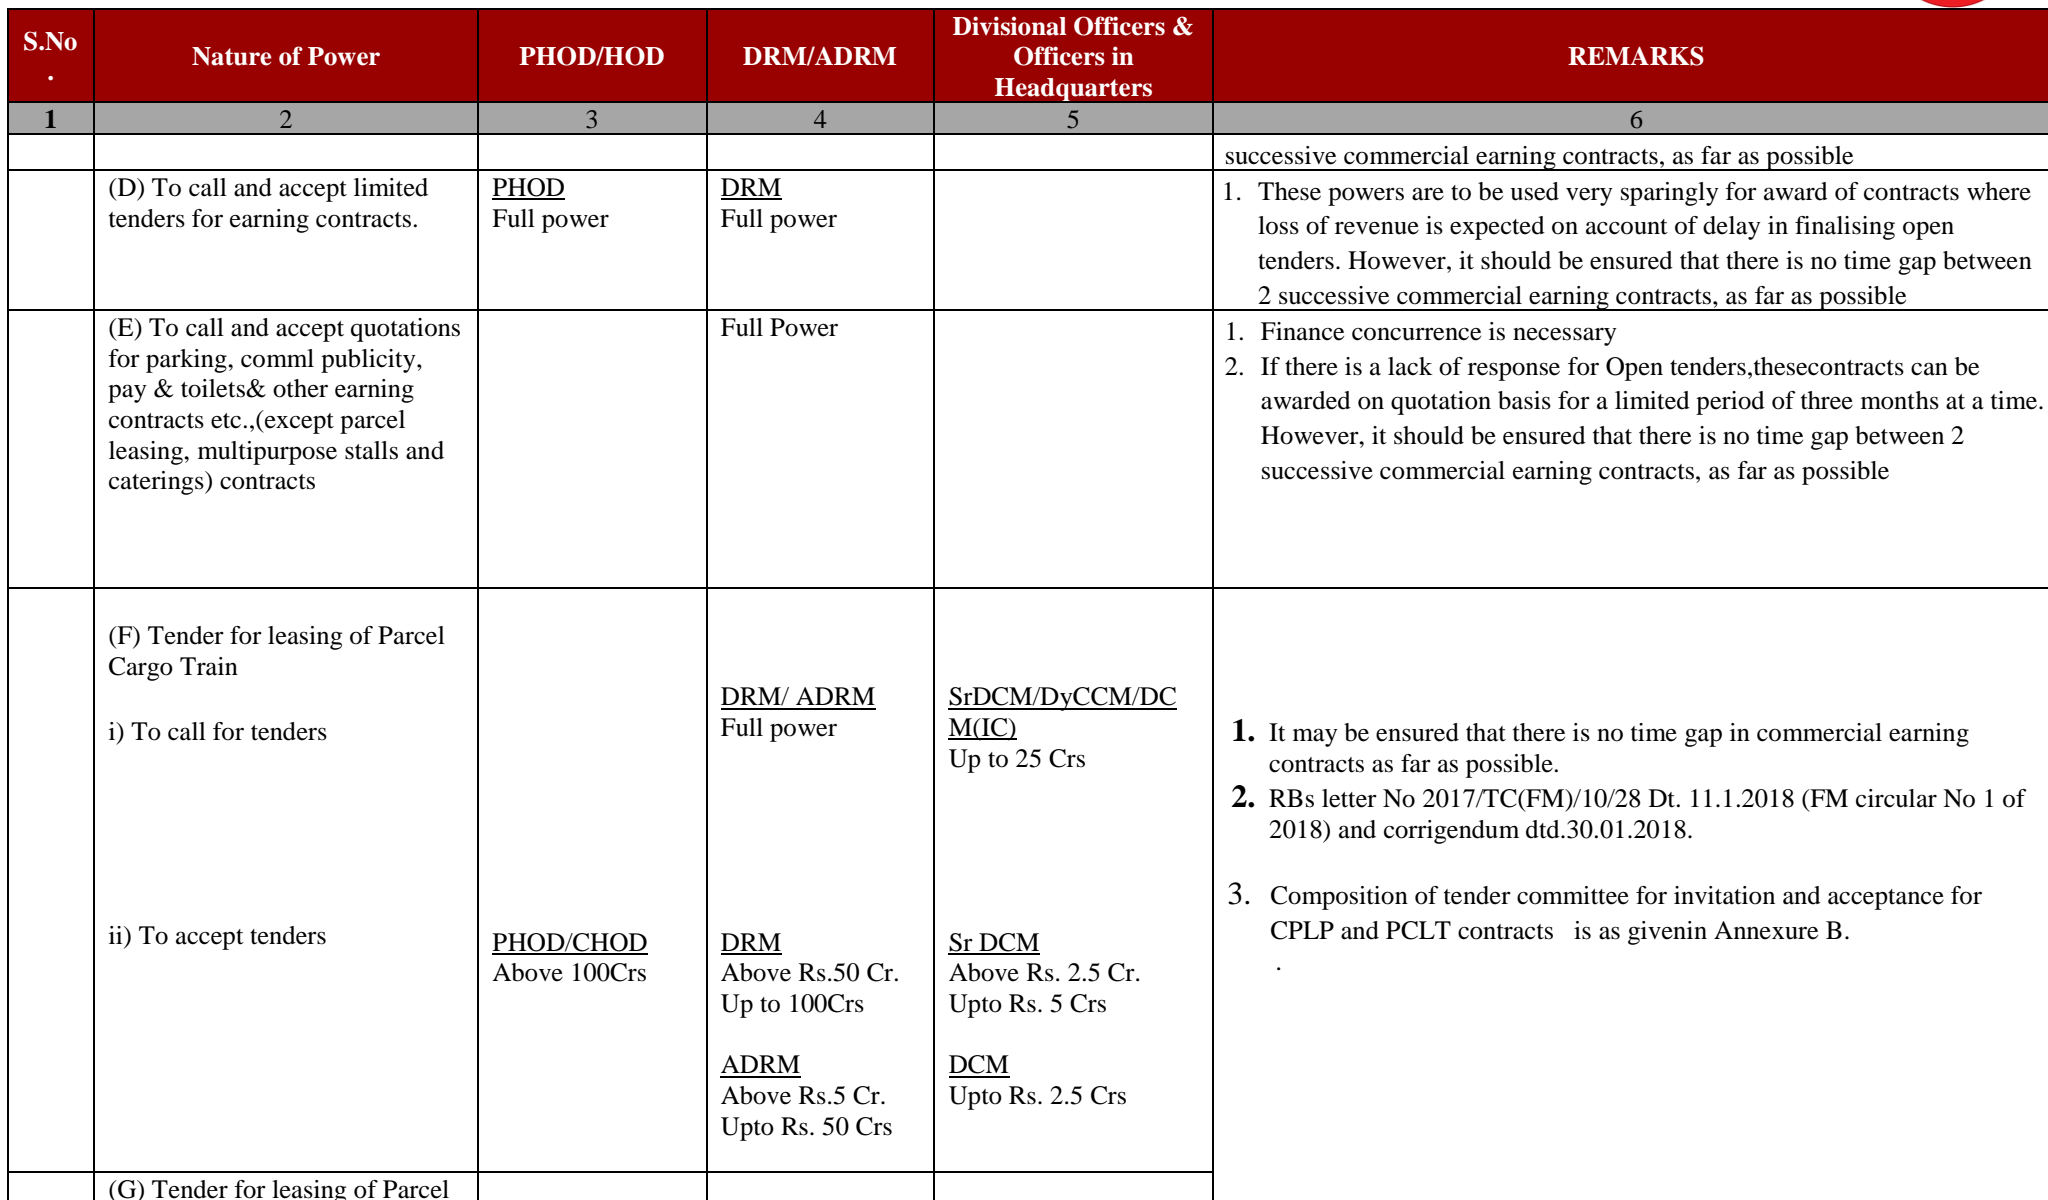 S.No
.
Nature of Power
PHOD/HOD
DRM/ADRM
Divisional Officers &
Officers in
Headquarters
REMARKS
1
2
3
4
5
6
successive commercial earning contracts, as far as possible
(D) To call and accept limited
tenders for earning contracts.
PHOD
Full power
DRM
Full power
1. These powers are to be used very sparingly for award of contracts where
loss of revenue is expected on account of delay in finalising open
tenders. However, it should be ensured that there is no time gap between
2 successive commercial earning contracts, as far as possible
(E) To call and accept quotations
for parking, comml publicity,
pay & toilets& other earning
contracts etc.,(except parcel
leasing, multipurpose stalls and
caterings) contracts
Full Power
1. Finance concurrence is necessary
2. If there is a lack of response for Open tenders,thesecontracts can be
awarded on quotation basis for a limited period of three months at a time.
However, it should be ensured that there is no time gap between 2
successive commercial earning contracts, as far as possible
(F) Tender for leasing of Parcel
Cargo Train
i) To call for tenders
DRM/ ADRM
Full power
SrDCM/DyCCM/DC
M(IC)
Up to 25 Crs
ii) To accept tenders
PHOD/CHOD
Above 100Crs
DRM
Above Rs.50 Cr.
Up to 100Crs
ADRM
Above Rs.5 Cr.
Upto Rs. 50 Crs
Sr DCM
Above Rs. 2.5 Cr.
Upto Rs. 5 Crs
DCM
Upto Rs. 2.5 Crs
1. It may be ensured that there is no time gap in commercial earning
contracts as far as possible.
2. RBs letter No 2017/TC(FM)/10/28 Dt. 11.1.2018 (FM circular No 1 of
2018) and corrigendum dtd.30.01.2018.
3. Composition of tender committee for invitation and acceptance for
CPLP and PCLT contracts is as givenin Annexure B.
.
(G) Tender for leasing of Parcel